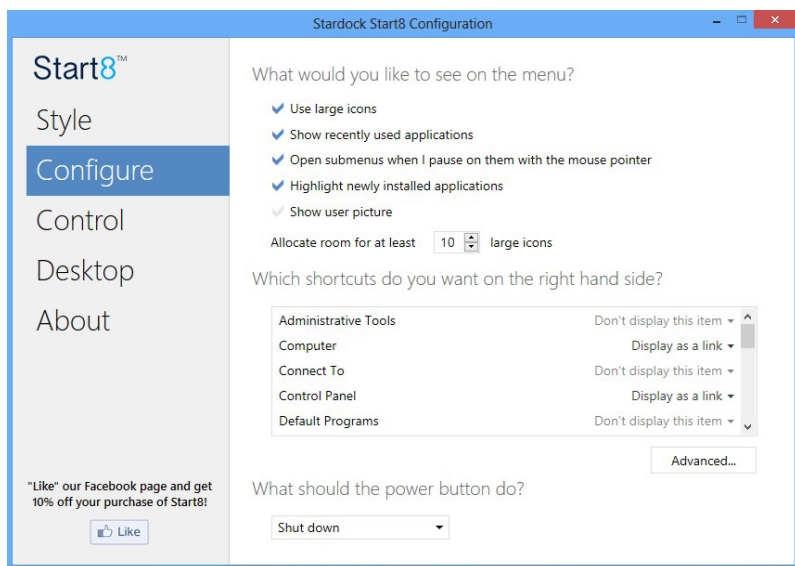 Stardock Start8 Configuration
Start8™
Style
Configure
Control
Desktop
About
"Like" our Facebook page and get
10% off your purchase of Start8!
Like
What would you like to see on the menu?
Use large icons
Show recently used applications
Open submenus when I pause on them with the mouse pointer
Highlight newly installed applications
Show user picture
Allocate room for at least 10 large icons
Which shortcuts do you want on the right hand side?
Administrative Tools Don't display this item
Computer Display as a link
Connect To Don't display this item
Control Panel Display as a link
Default Programs Don't display this item
Advanced...
What should the power button do?
Shut down